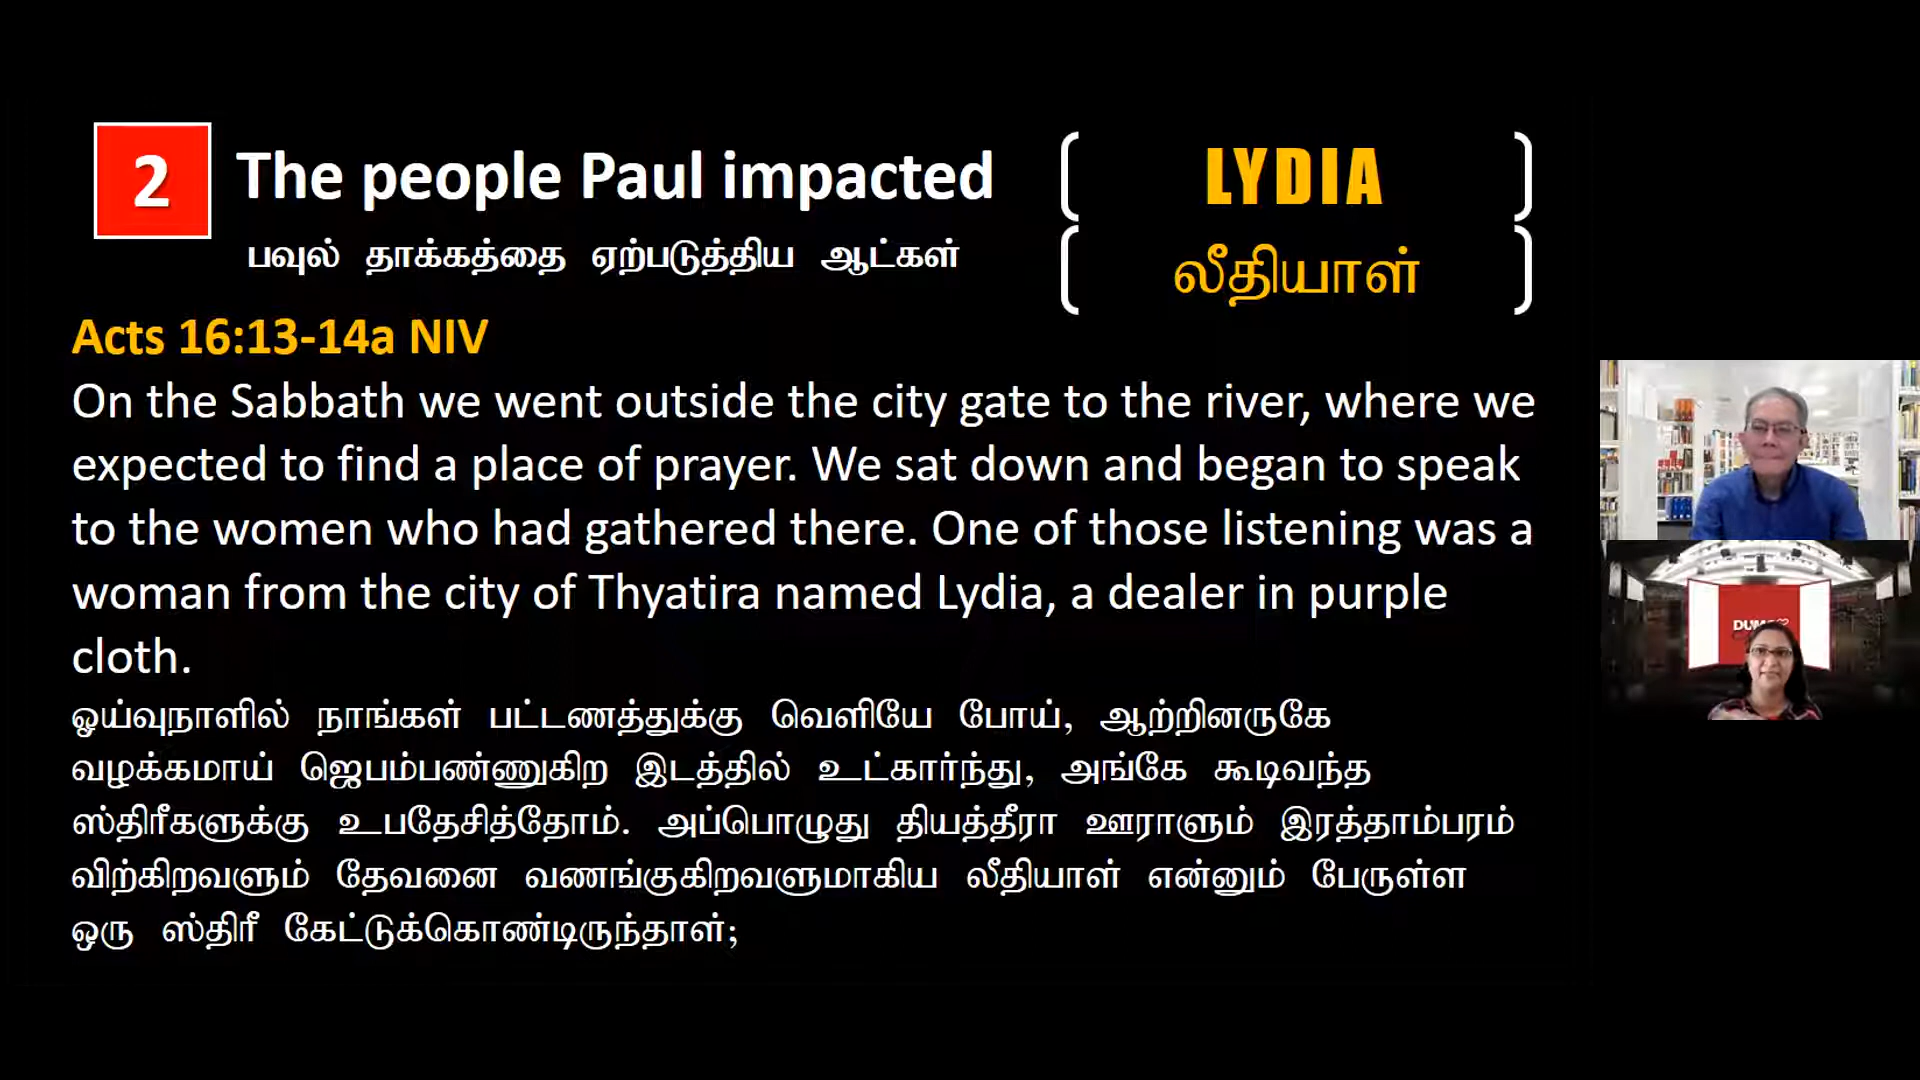 2
The people Paul impacted
பவுல் தாக்கத்தை ஏற்படுத்திய ஆட்கள்
LYDIA
லீதியாள்
Acts 16:13-14a NIV
On the Sabbath we went outside the city gate to the river, where we
expected to find a place of prayer. We sat down and began to speak
to the women who had gathered there. One of those listening was a
woman from the city of Thyatira named Lydia, a dealer in purple
cloth.
ஓய்வுநாளில் நாங்கள் பட்டணத்துக்கு வெளியே போய், ஆற்றினருகே
வழக்கமாய் ஜெபம்பண்ணுகிற இடத்தில் உட்கார்ந்து, அங்கே கூடிவந்த
ஸ்திரீகளுக்கு உபதேசித்தோம். அப்பொழுது தியத்தீரா ஊராளும் இரத்தாம்பரம்
விற்கிறவளும் தேவனை வணங்குகிறவளுமாகிய லீதியாள் என்னும் பேருள்ள
ஒரு ஸ்திரீ கேட்டுக்கொண்டிருந்தாள்;